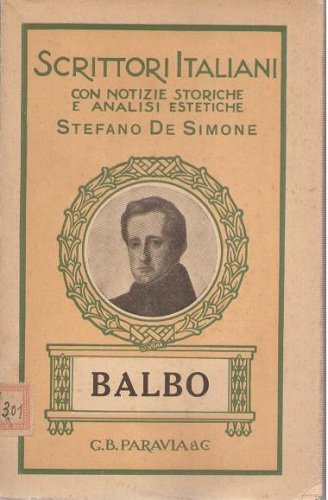 SCRITTORI ITALIANI
CON NOTIZIE STORICHE
E ANALISI ESTETICHE
STEFANO DE SIMONE
BALBO
301
G.B. PARAVIA & C.